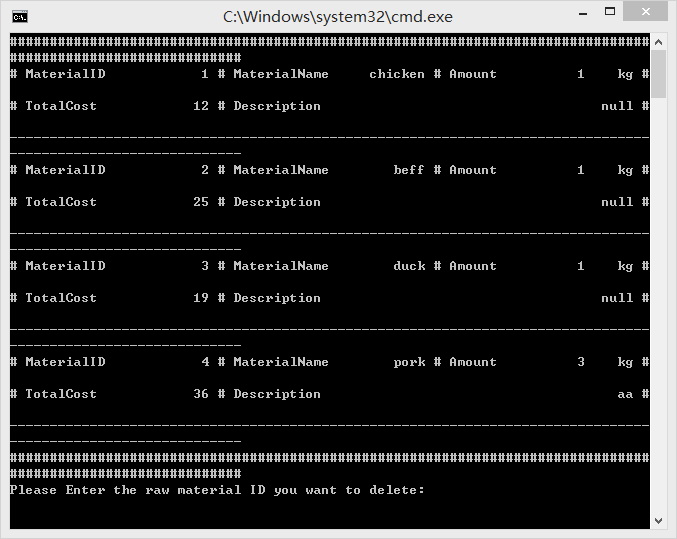 C:\Windows\system32\cmd.exe
################################################################################
#############################
# MaterialID            1 # MaterialName     chicken # Amount          1    kg #
# TotalCost            12 # Description                                   null #
--------------------------------------------------------------------------------
-----------------------------
# MaterialID            2 # MaterialName        beff # Amount          1    kg #
# TotalCost            25 # Description                                   null #
--------------------------------------------------------------------------------
-----------------------------
# MaterialID            3 # MaterialName        duck # Amount          1    kg #
# TotalCost            19 # Description                                   null #
--------------------------------------------------------------------------------
-----------------------------
# MaterialID            4 # MaterialName        pork # Amount          3    kg #
# TotalCost            36 # Description                                     aa #
--------------------------------------------------------------------------------
-----------------------------
################################################################################
#############################
Please Enter the raw material ID you want to delete: